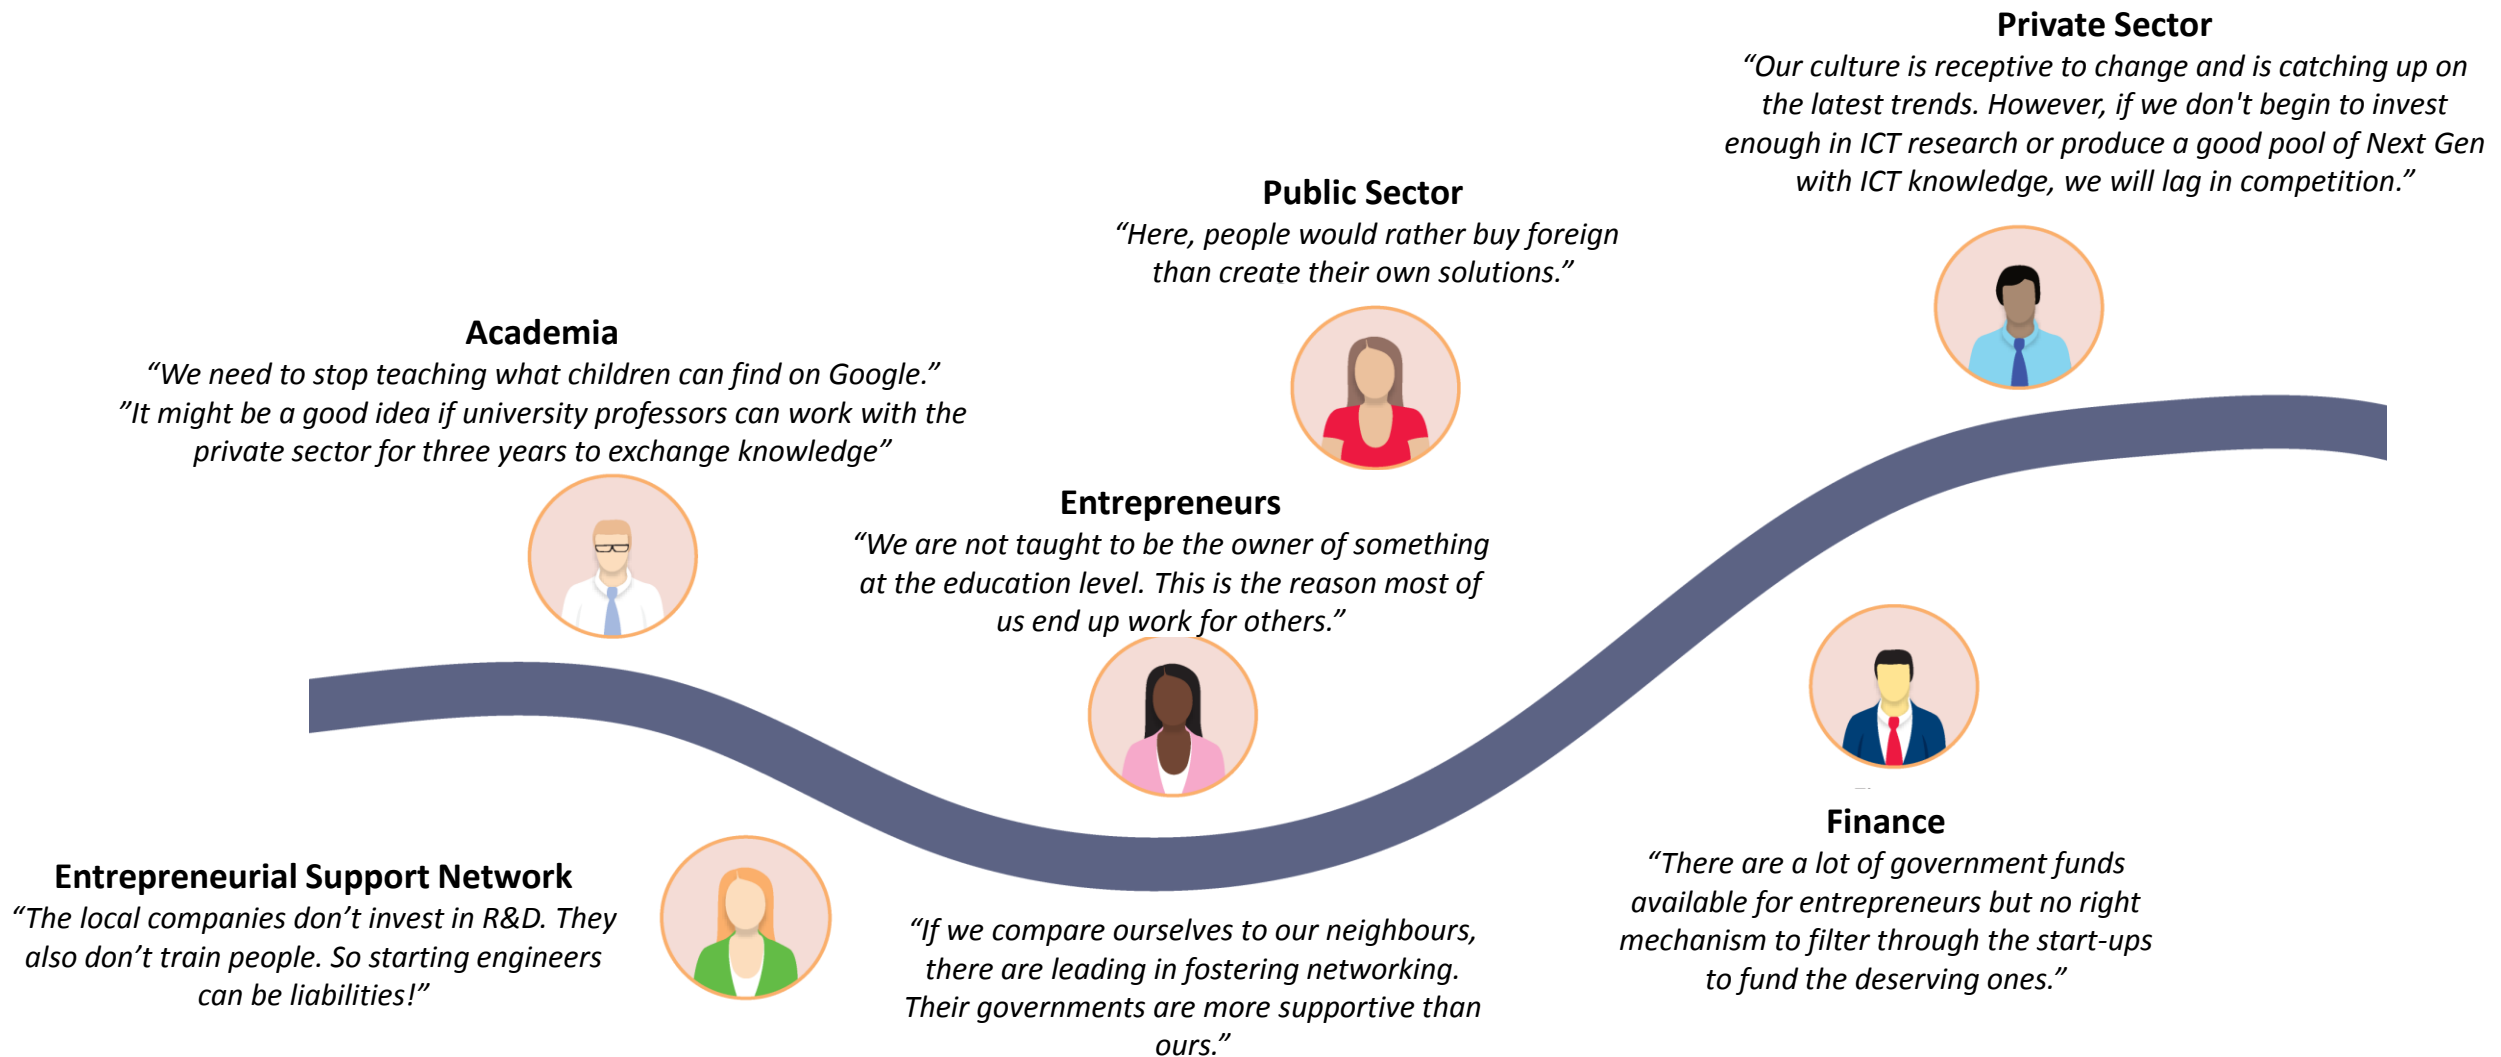 Private Sector
“Our culture is receptive to change and is catching up on
the latest trends. However, if we don't begin to invest
enough in ICT research or produce a good pool of Next Gen
with ICT knowledge, we will lag in competition.”
Public Sector
“Here, people would rather buy foreign
than create their own solutions.”
Academia
“We need to stop teaching what children can find on Google.”
”It might be a good idea if university professors can work with the
private sector for three years to exchange knowledge”
Entrepreneurs
“We are not taught to be the owner of something
at the education level. This is the reason most of
us end up work for others.”
Entrepreneurial Support Network
“The local companies don’t invest in R&D. They
also don’t train people. So starting engineers
can be liabilities!”
“If we compare ourselves to our neighbours,
there are leading in fostering networking.
Their governments are more supportive than
ours.”
Finance
“There are a lot of government funds
available for entrepreneurs but no right
mechanism to filter through the start-ups
to fund the deserving ones.”